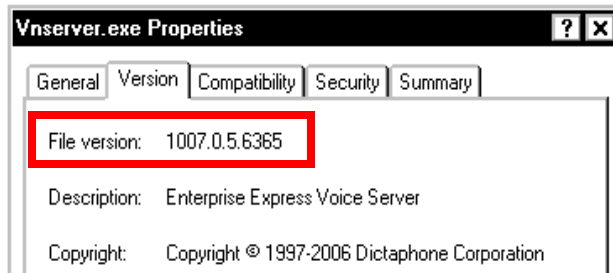 Vnserver.exe Properties ? X
General Version Compatibility Security Summary
File version: 1007.0.5.6365
Description: Enterprise Express Voice Server
Copyright: Copyright © 1997-2006 Dictaphone Corporation